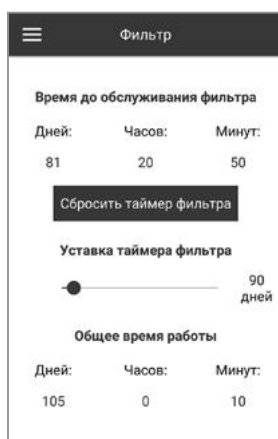 Фильтр
Время до обслуживания фильтра
Дней: Часов: Минут:
81 20 50
Сбросить таймер фильтра
Уставка таймера фильтра
90
дней
Общее время работы
Дней: Часов: Минут:
105 0 10